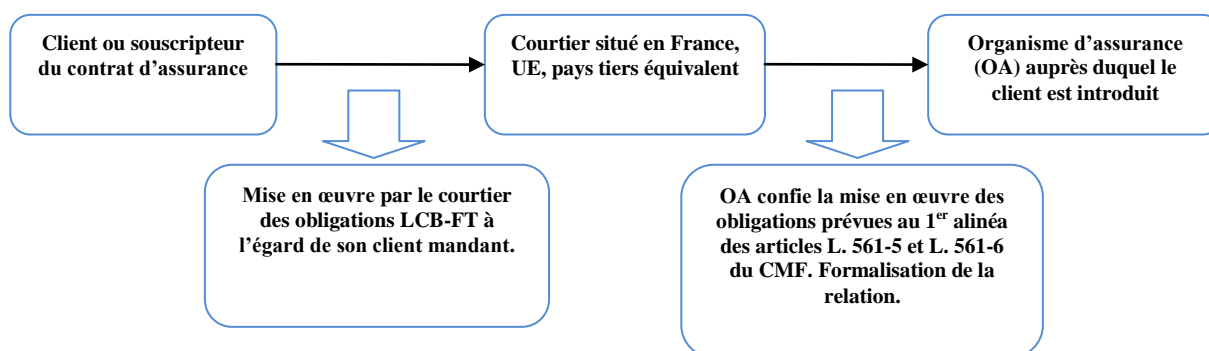 Client ou souscripteur
du contrat d'assurance
Courtier situé en France,
UE, pays tiers équivalent
Organisme d'assurance
(OA) auprès duquel le
client est introduit
Mise en œuvre par le courtier
des obligations LCB-FT à
l'égard de son client mandant.
OA confie la mise en œuvre des
obligations prévues au 1er alinéa
des articles L. 561-5 et L. 561-6
du CMF. Formalisation de la
relation.